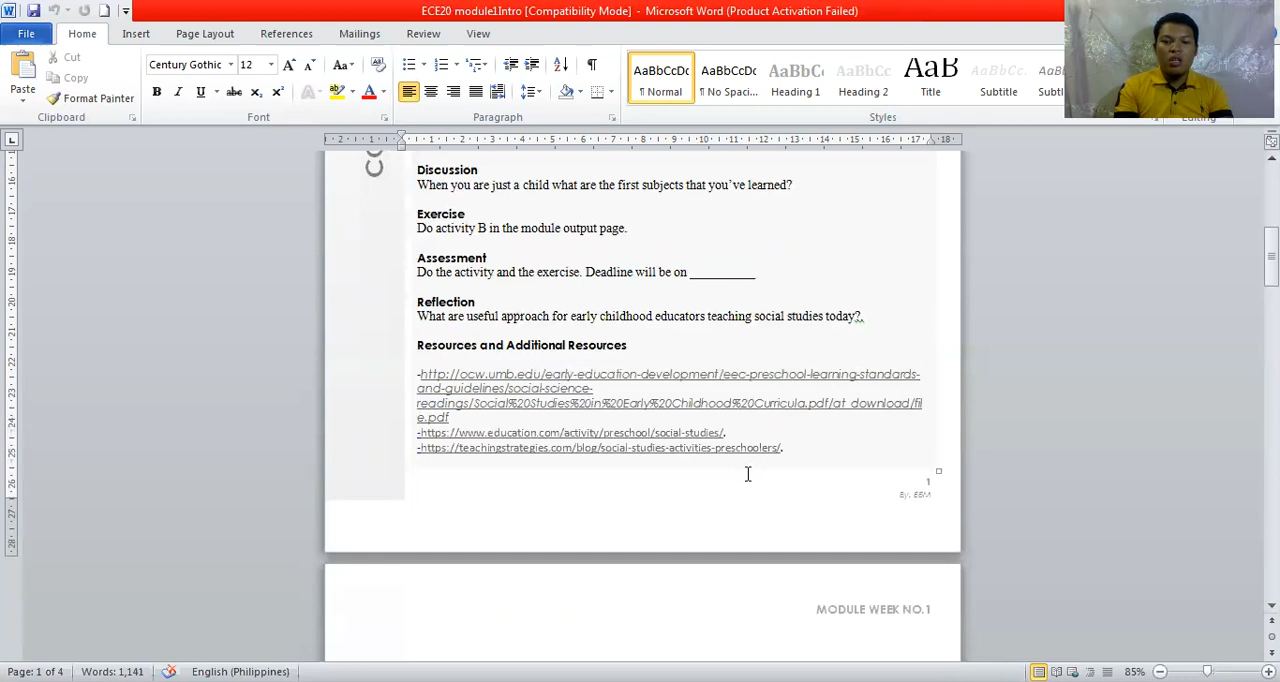 ECE20 module1Intro [Compatibility Mode] - Microsoft Word (Product Activation Failed)
File Home Insert Page Layout References Mailings Review View
Cut
Copy
Format Painter
Paste
Clipboard
Century Gothic 12
Font
Paragraph
AaBbCcDc AaBbCcDc AaBbCc AaBbCc AaB AaBbCcL AaBb
¶ Normal ¶ No Spaci... Heading 1 Heading 2 Title Subtitle
Styles
Discussion
When you are just a child what are the first subjects that you've learned?
Exercise
Do activity B in the module output page.
Assessment
Do the activity and the exercise. Deadline will be on __________
Reflection
What are useful approach for early childhood educators teaching social studies today?.
Resources and Additional Resources
-http://ocw.umb.edu/early-education-development/eec-preschool-learning-standards-
and-guidelines/social-science-
readings/Social%20Studies%20in%20Early%20Childhood%20Curricula.pdf/at_download/fil
e.pdf
-https://www.education.com/activity/preschool/social-studies/.
-https://teachingstrategies.com/blog/social-studies-activities-preschoolers/.
1
By. EBM
MODULE WEEK NO.1
Page: 1 of 4 Words: 1,141 English (Philippines) 85%